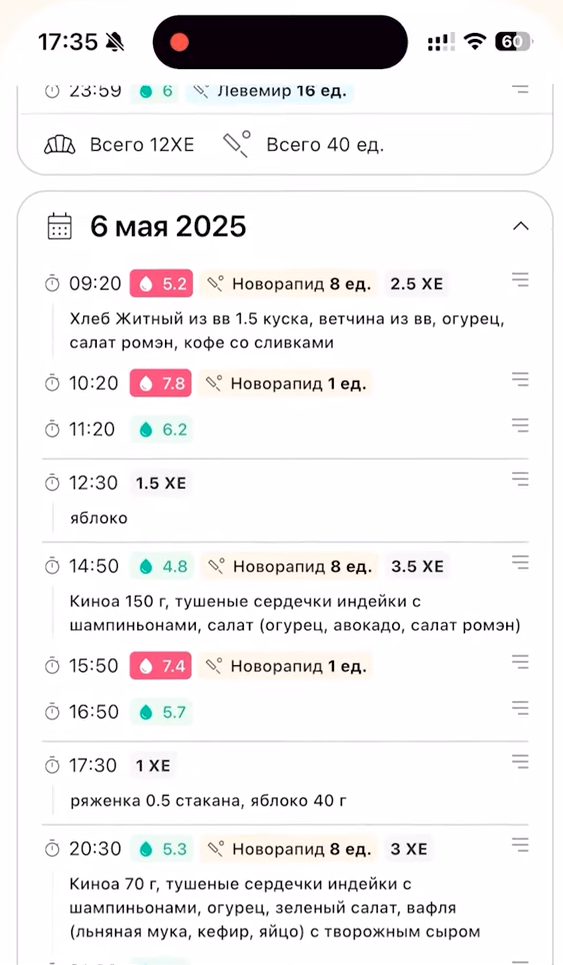 17:35 60
23:59 6 Левемир 16 ед.
Всего 12ХЕ Всего 40 ед.
6 мая 2025
09:20 5.2 Новорапид 8 ед. 2.5 ХЕ
Хлеб Житный из вв 1.5 куска, ветчина из вв, огурец,
салат ромэн, кофе со сливками
10:20 7.8 Новорапид 1 ед.
11:20 6.2
12:30 1.5 ХЕ
яблоко
14:50 4.8 Новорапид 8 ед. 3.5 ХЕ
Киноа 150 г, тушеные сердечки индейки с
шампиньонами, салат (огурец, авокадо, салат ромэн)
15:50 7.4 Новорапид 1 ед.
16:50 5.7
17:30 1 ХЕ
ряженка 0.5 стакана, яблоко 40 г
20:30 5.3 Новорапид 8 ед. 3 ХЕ
Киноа 70 г, тушеные сердечки индейки с
шампиньонами, огурец, зеленый салат, вафля
(льняная мука, кефир, яйцо) с творожным сыром